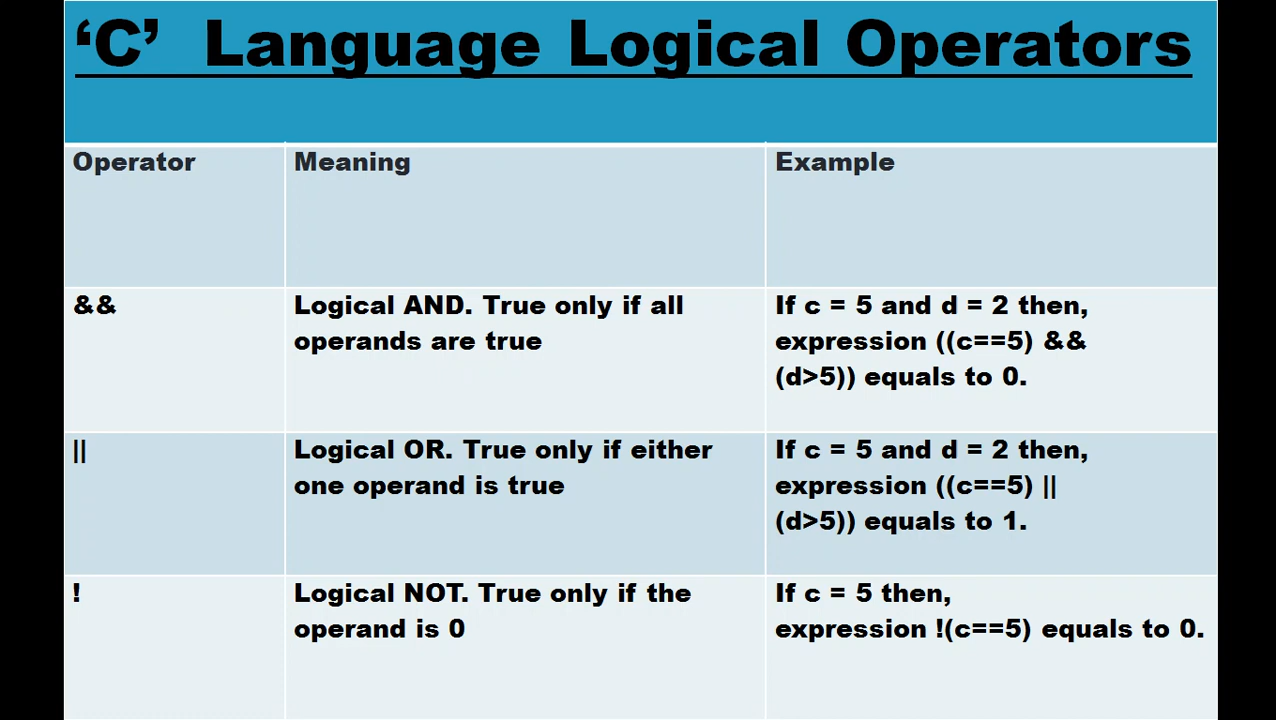 ‘C’ Language Logical Operators
Operator
Meaning
Example
&&
Logical AND. True only if all
operands are true
If c = 5 and d = 2 then,
expression ((c==5) &&
(d>5)) equals to 0.
||
Logical OR. True only if either
one operand is true
If c = 5 and d = 2 then,
expression ((c==5) ||
(d>5)) equals to 1.
!
Logical NOT. True only if the
operand is 0
If c = 5 then,
expression !(c==5) equals to 0.